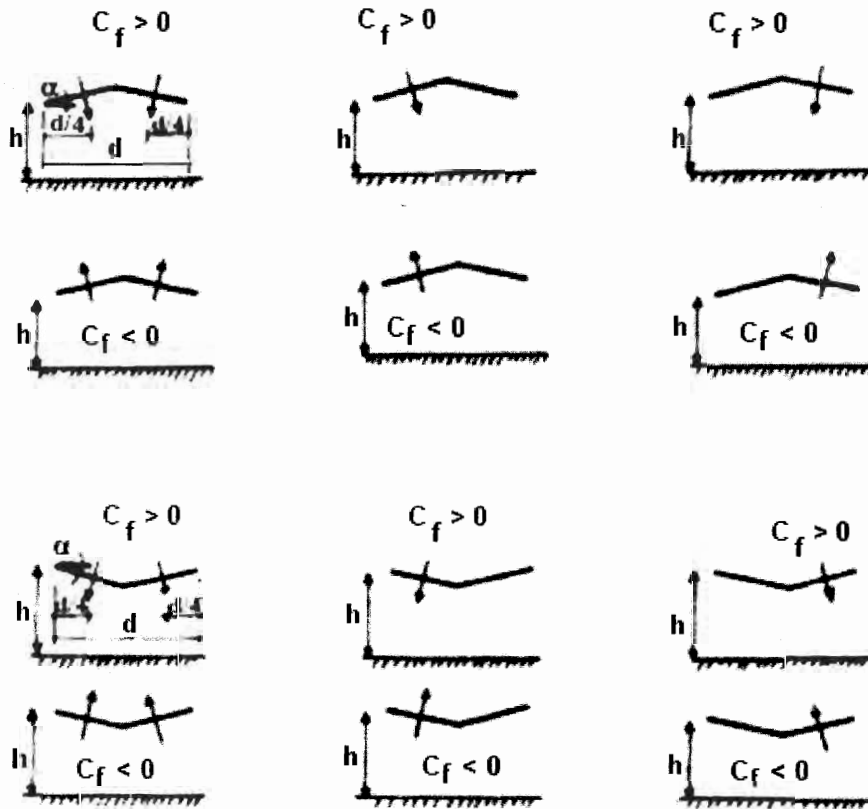 C_f > 0 C_f > 0 C_f > 0
α
h d/4 d/4 h h
d
h C_f < 0 h C_f < 0 h C_f < 0
C_f > 0 C_f > 0 C_f > 0
α
h d h h
h C_f < 0 h C_f < 0 h C_f < 0